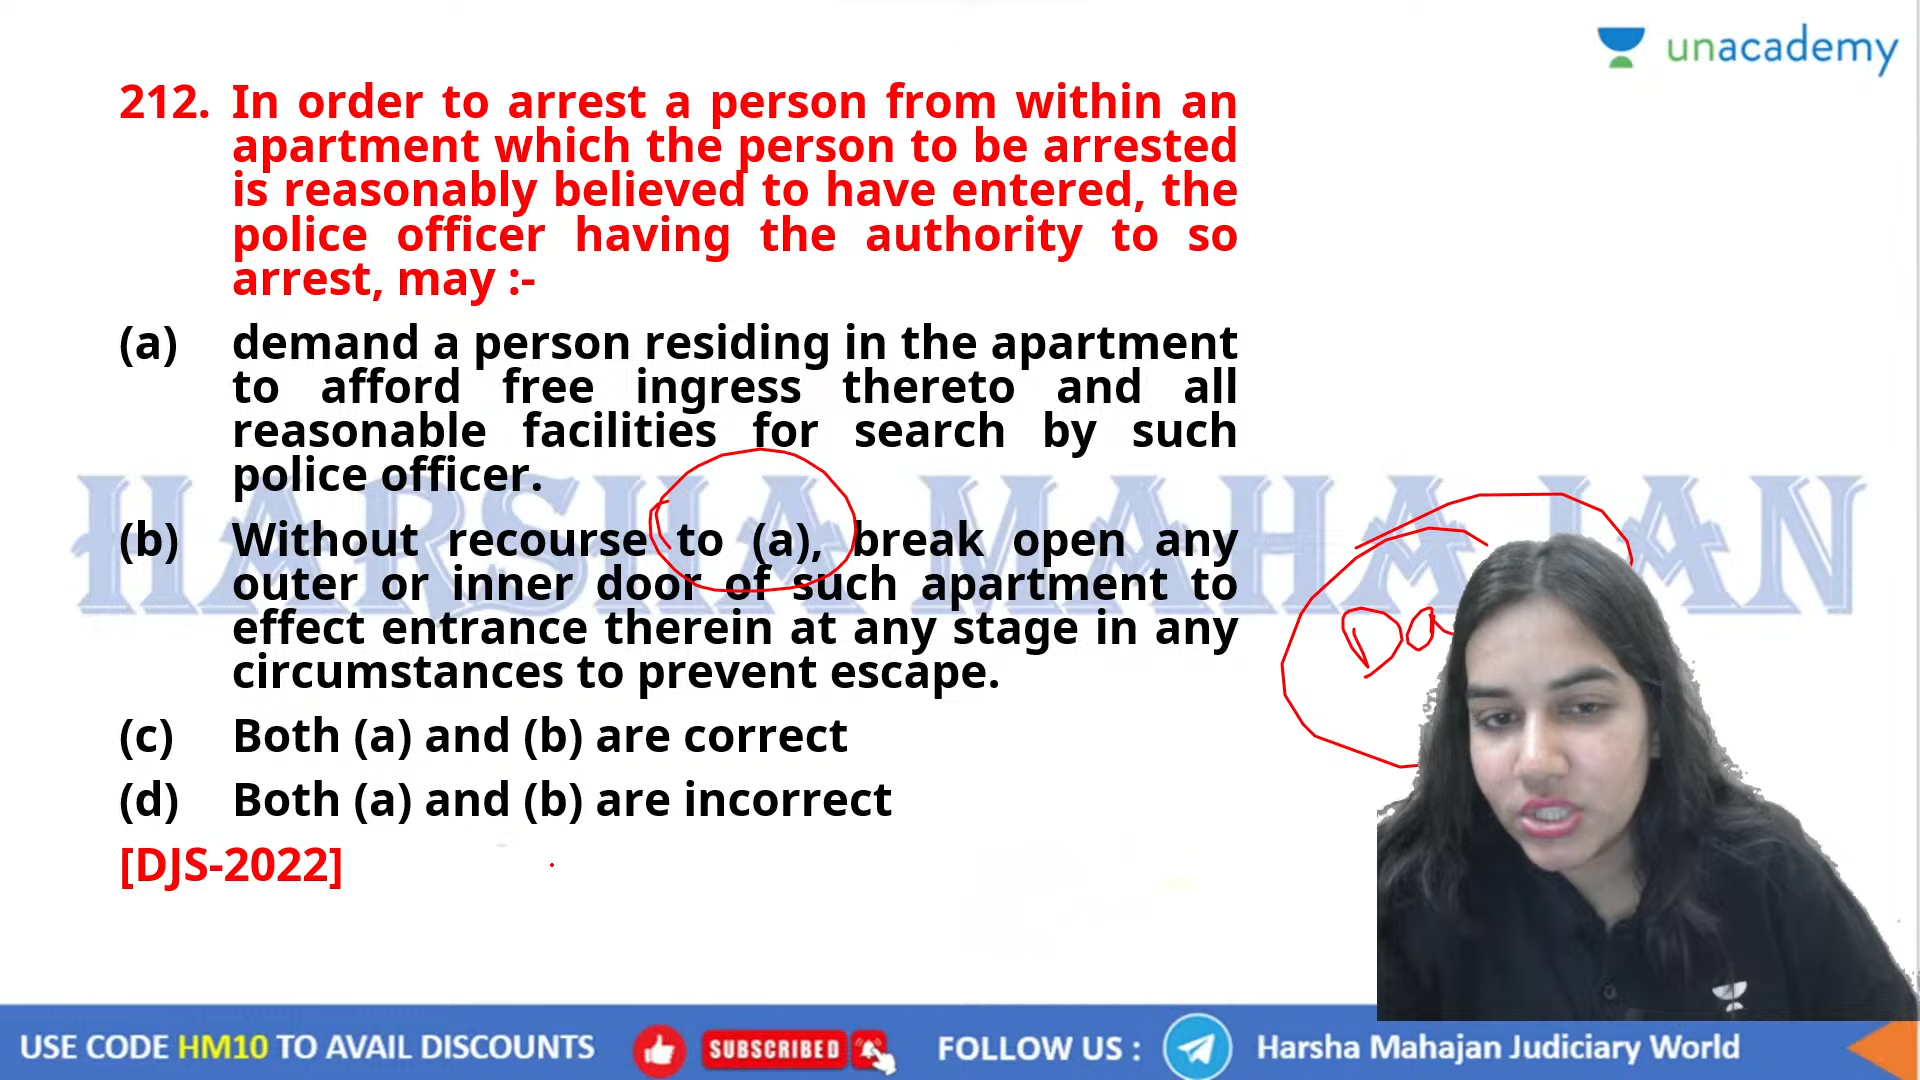 unacademy
212. In order to arrest a person from within an
apartment which the person to be arrested
is reasonably believed to have entered, the
police officer having the authority to so
arrest, may :-
(a) demand a person residing in the apartment
to afford free ingress thereto and all
reasonable facilities for search by such
police officer.
HARSHA MAHAJAN
(b) Without recourse to (a), break open any
outer or inner door of such apartment to
effect entrance therein at any stage in any
circumstances to prevent escape.
Da
(c) Both (a) and (b) are correct
(d) Both (a) and (b) are incorrect
[DJS-2022]
USE CODE HM10 TO AVAIL DISCOUNTS SUBSCRIBED FOLLOW US : Harsha Mahajan Judiciary World